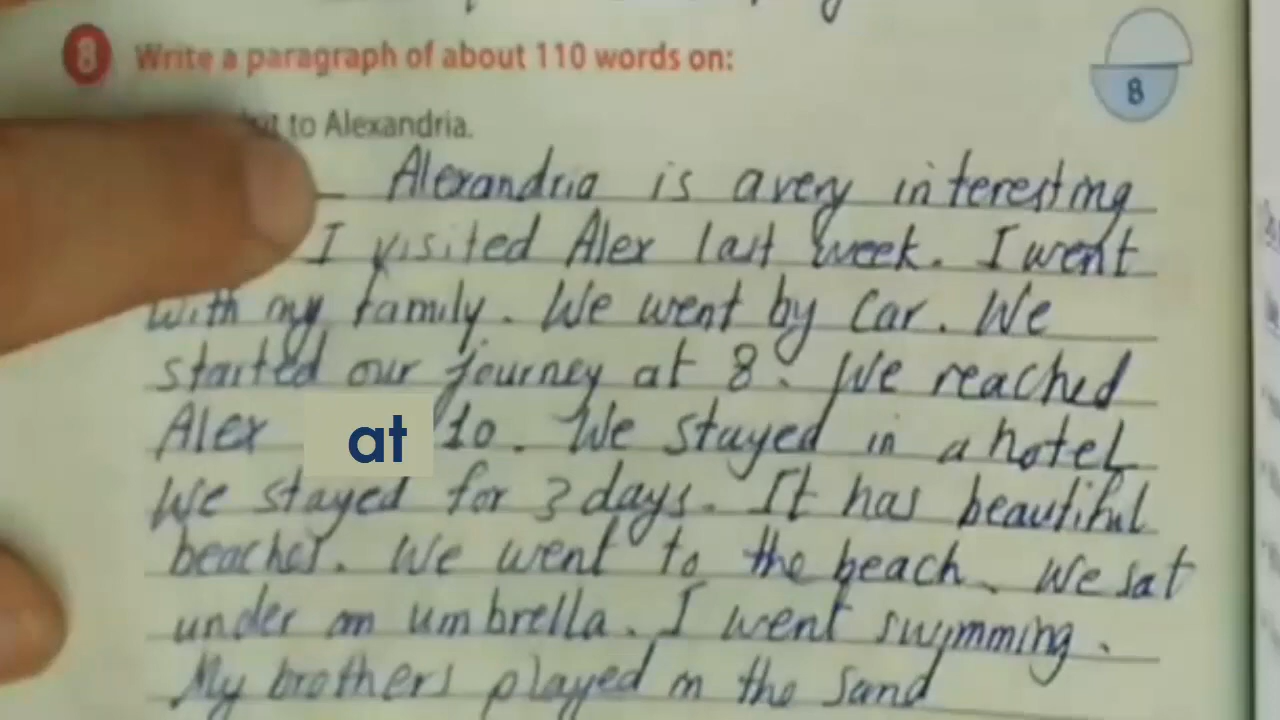 8 Write a paragraph of about 110 words on:
8
to Alexandria.
Alexandria is a very interesting
I visited Alex last week. I went
with my family. We went by car. We
started our journey at 8. We reached
Alex at 10. We stayed in a hotel
We stayed for 3 days. It has beautiful
beaches. We went to the beach. We sat
under an umbrella. I went swimming.
My brothers played in the sand